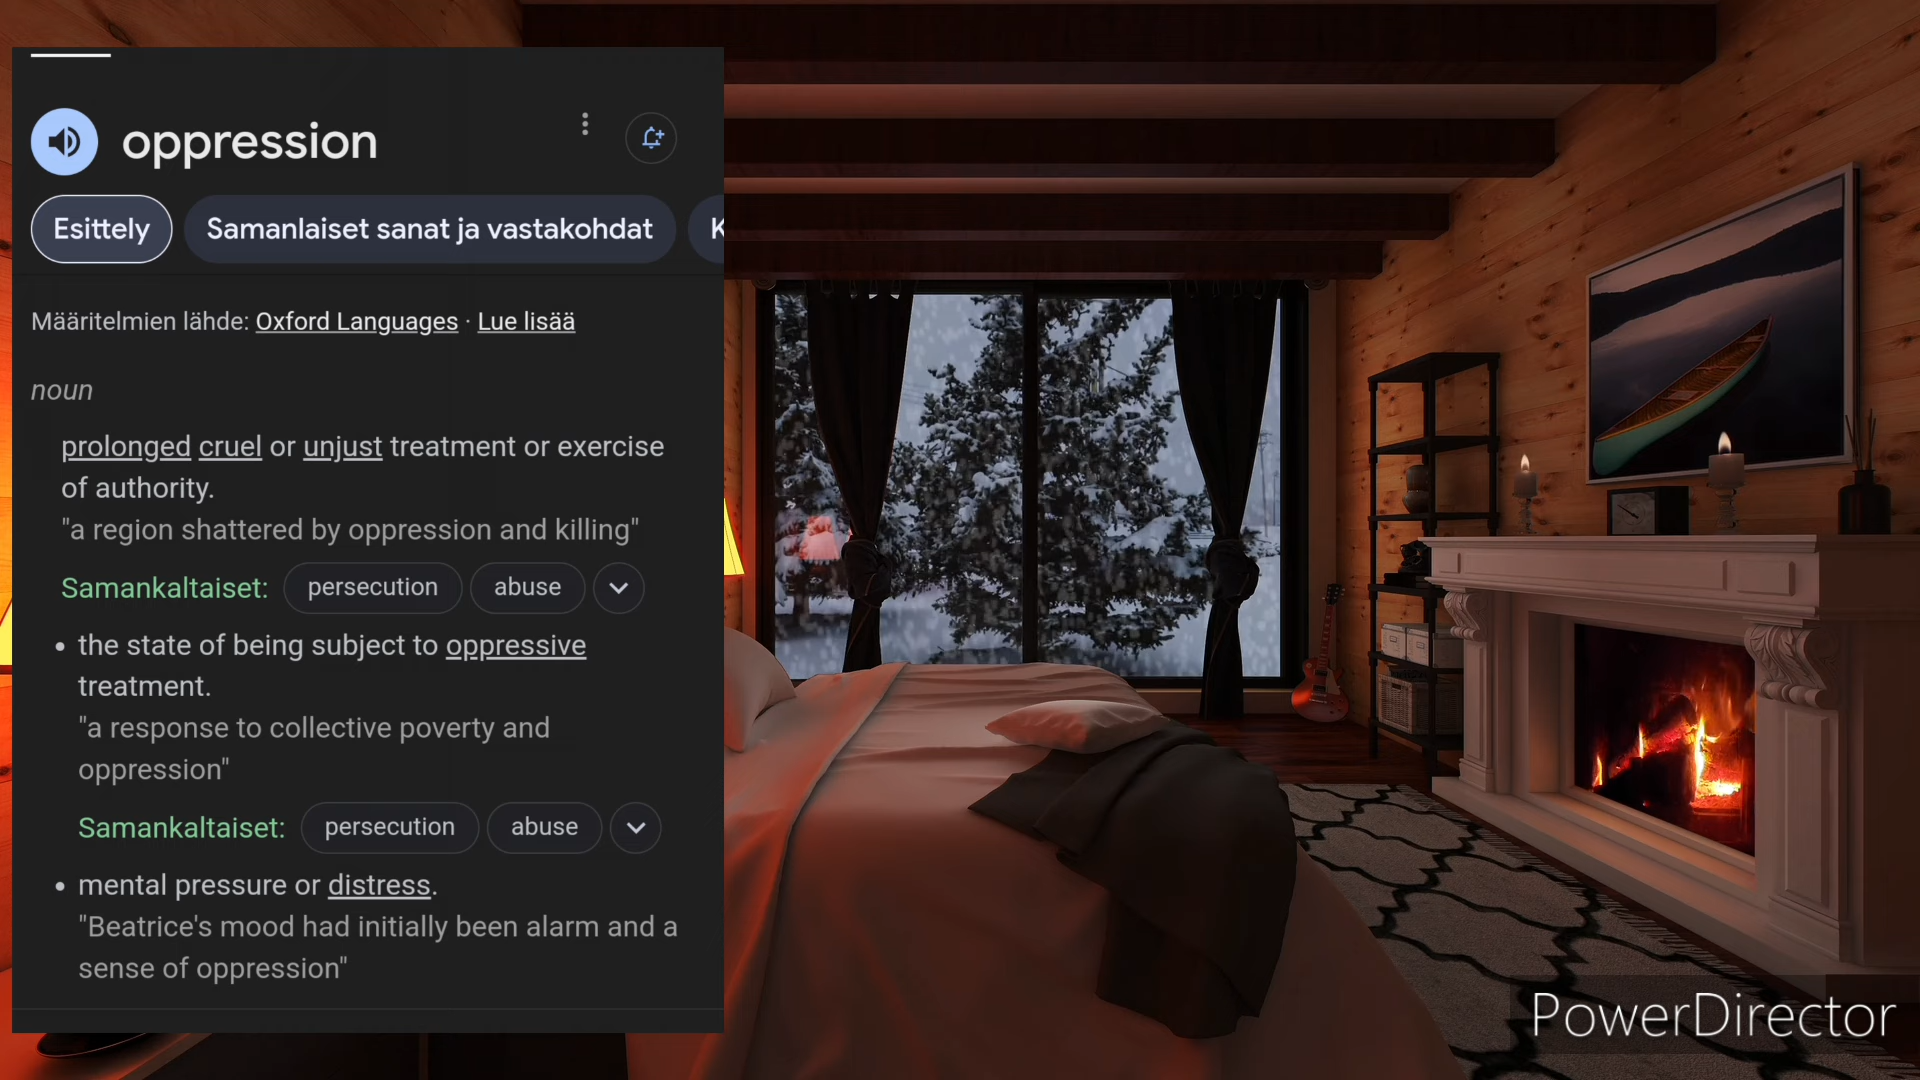 oppression
Esittely
Samanlaiset sanat ja vastakohdat
K
Määritelmien lähde: Oxford Languages · Lue lisää
noun
prolonged cruel or unjust treatment or exercise
of authority.
"a region shattered by oppression and killing"
Samankaltaiset: persecution abuse
• the state of being subject to oppressive
treatment.
"a response to collective poverty and
oppression"
Samankaltaiset: persecution abuse
• mental pressure or distress.
"Beatrice's mood had initially been alarm and a
sense of oppression"
PowerDirector